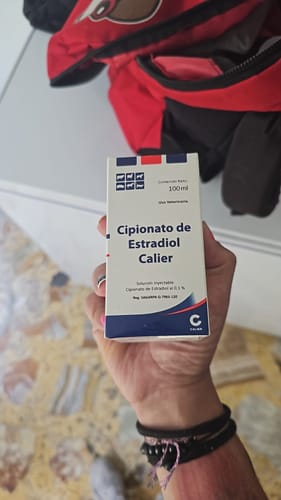 Contenido Neto:
100 ml
Uso Veterinario
Cipionato de
Estradiol
Calier
Solución Inyectable
Cipionato de Estradiol al 0.1 %
C
CALIER